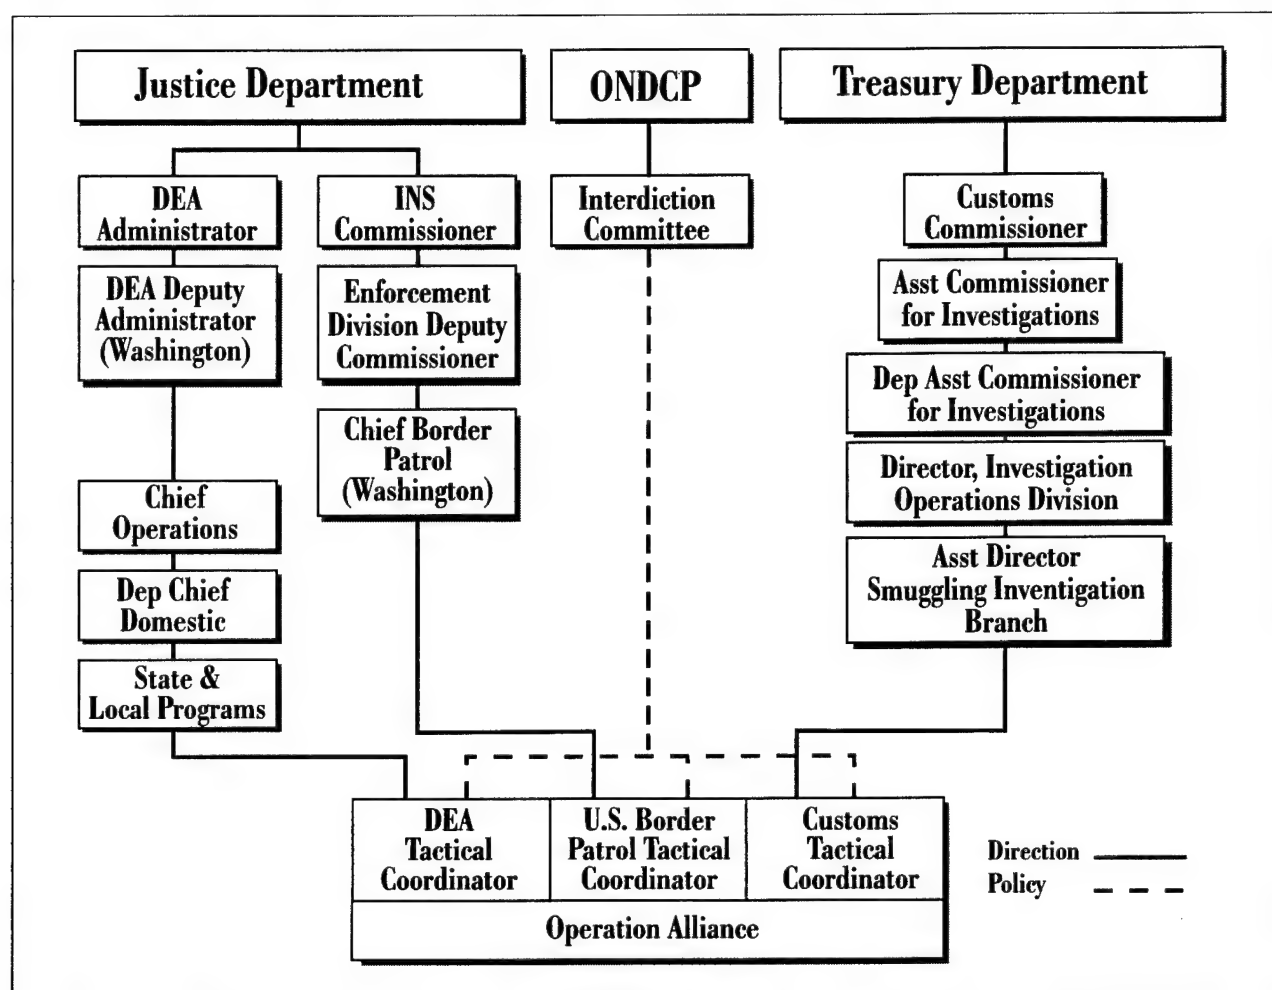 Justice Department
ONDCP
Treasury Department
DEA
Administrator
INS
Commissioner
Interdiction
Committee
Customs
Commissioner
DEA Deputy
Administrator
(Washington)
Enforcement
Division Deputy
Commissioner
Asst Commissioner
for Investigations
Dep Asst Commissioner
for Investigations
Chief Border
Patrol
(Washington)
Director, Investigation
Operations Division
Chief
Operations
Asst Director
Smuggling Inventigation
Branch
Dep Chief
Domestic
State &
Local Programs
DEA
Tactical
Coordinator
U.S. Border
Patrol Tactical
Coordinator
Customs
Tactical
Coordinator
Operation Alliance
Direction
Policy